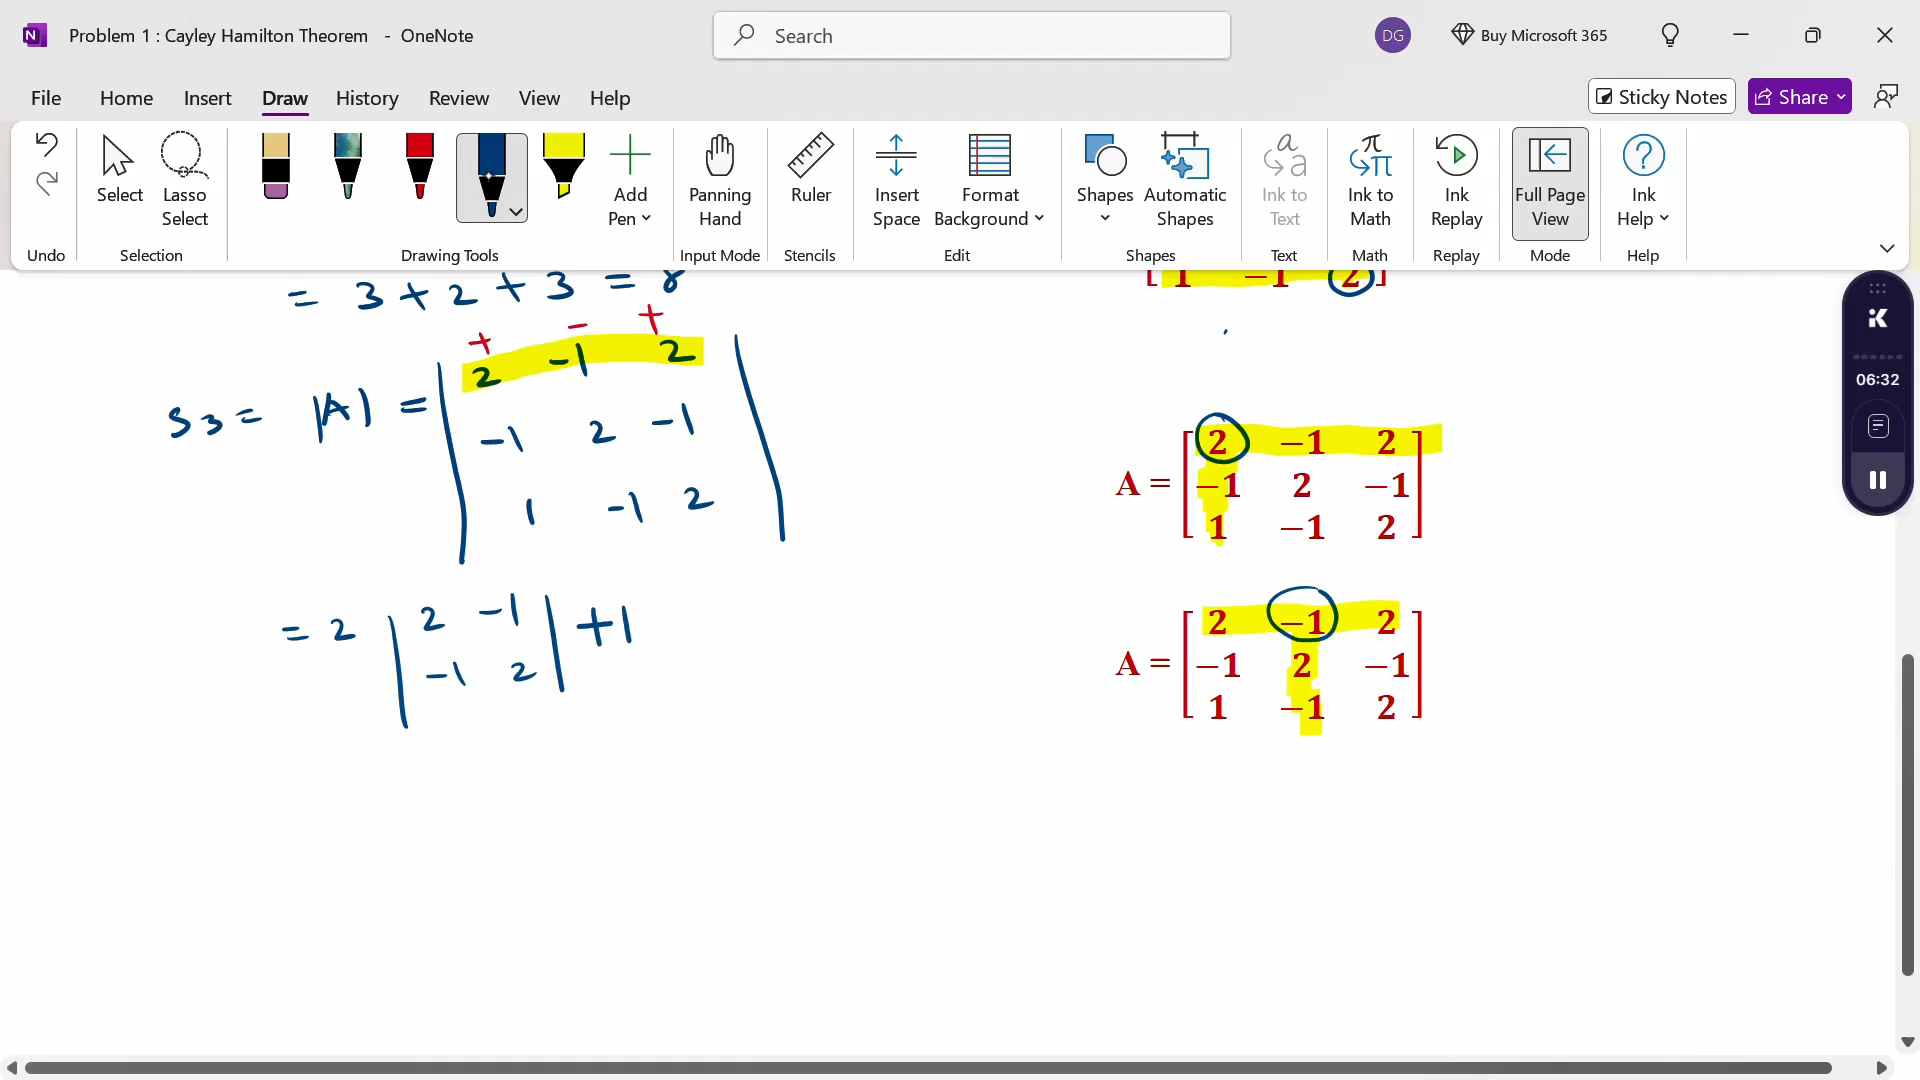 Problem 1 : Cayley Hamilton Theorem - OneNote
Search
DG
Buy Microsoft 365
File Home Insert Draw History Review View Help
Sticky Notes
Share
Select
Lasso Select
Add Pen
Panning Hand
Ruler
Insert Space
Format Background
Shapes
Automatic Shapes
Ink to Text
Ink to Math
Ink Replay
Full Page View
Ink Help
Undo
Selection
Drawing Tools
Input Mode
Stencils
Edit
Shapes
Text
Math
Replay
Mode
Help
06:32
= 3 + 2 + 3 = 8
+ - +
2 -1 2
S3 = |A| =
-1 2 -1
1 -1 2
= 2 | 2 -1 | + 1
-1 2
1 -1 2
2 -1 2
A = -1 2 -1
1 -1 2
2 -1 2
A = -1 2 -1
1 -1 2